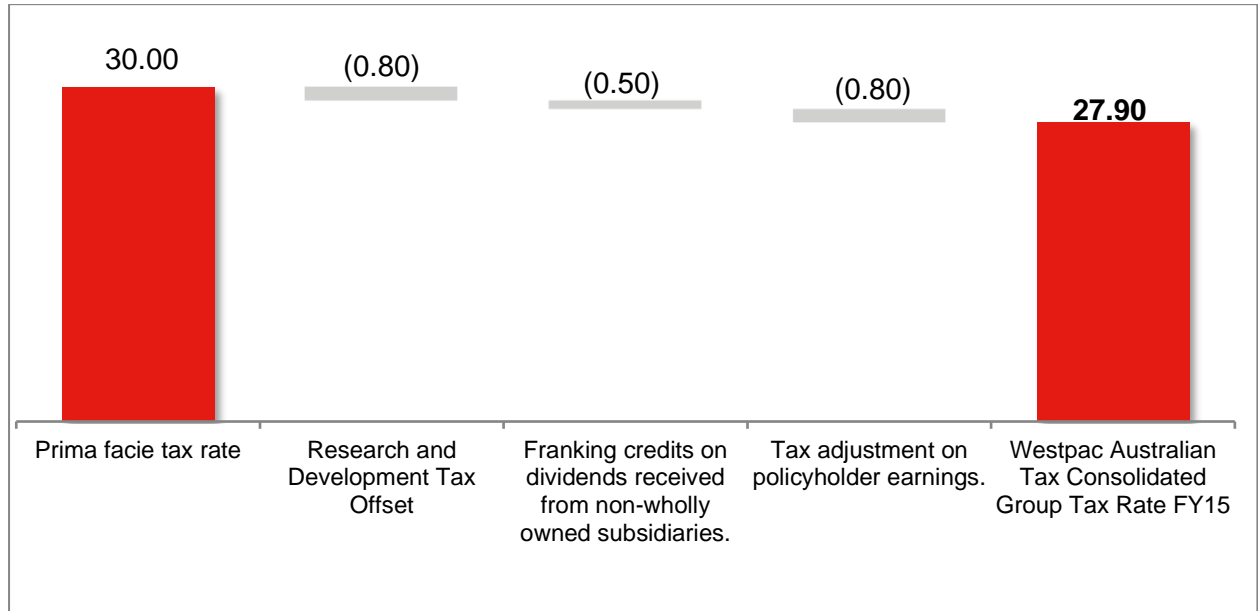 30.00
(0.80)
(0.50)
(0.80)
27.90
Prima facie tax rate
Research and
Development Tax
Offset
Franking credits on
dividends received
from non-wholly
owned subsidiaries.
Tax adjustment on
policyholder earnings.
Westpac Australian
Tax Consolidated
Group Tax Rate FY15